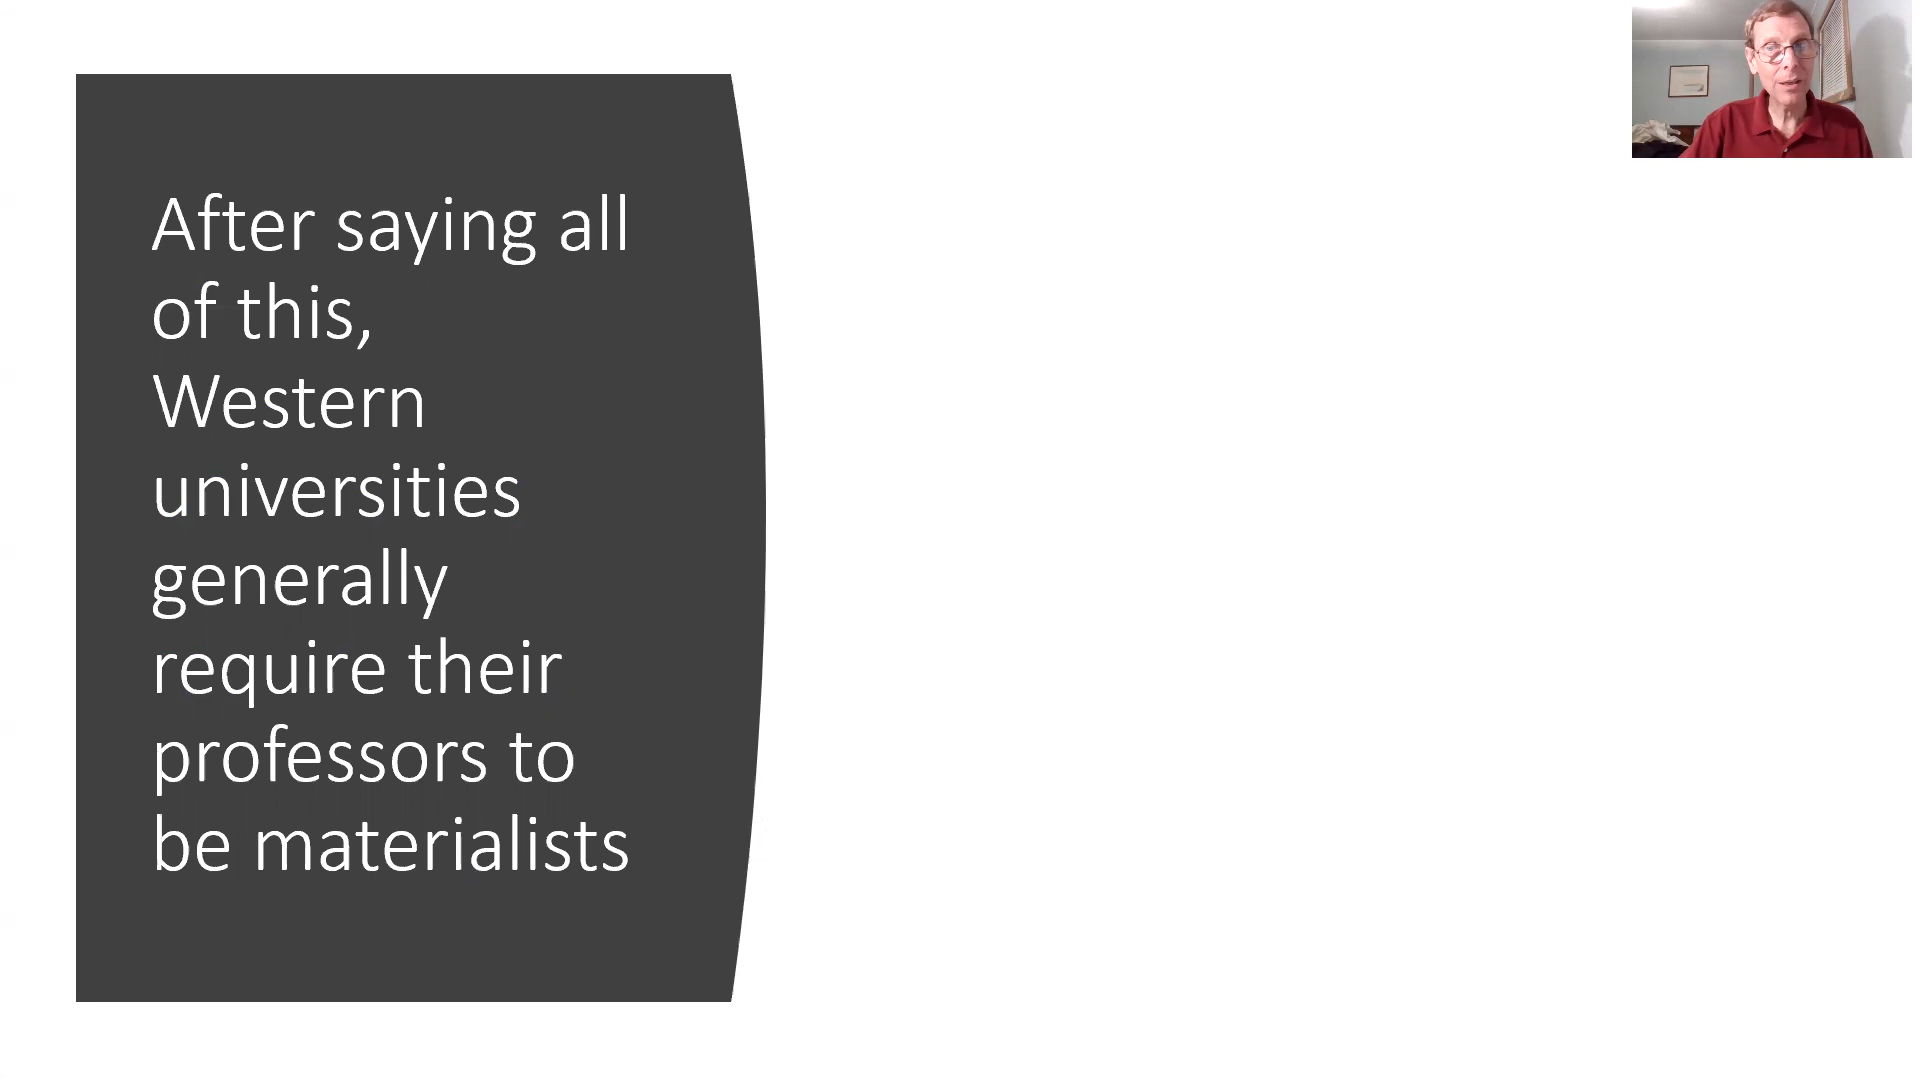 After saying all
of this,
Western
universities
generally
require their
professors to
be materialists